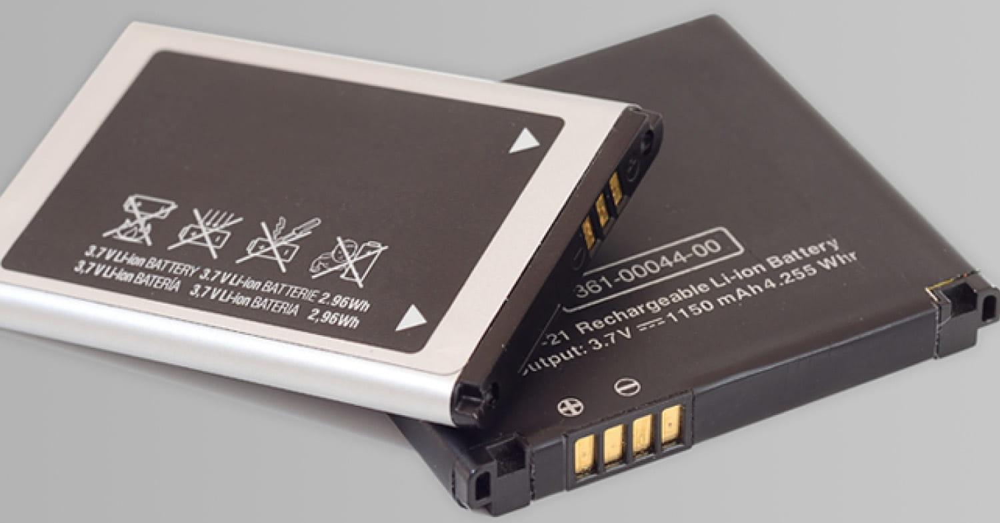 3.7 V Li-ion BATTERY 3.7 V Li-ion BATTERIE 2.96Wh
3,7 V Li-ion BATERÍA 3,7 V Li-ion BATERIA 2,96Wh
361-00044-00
-21 Rechargeable Li-ion Battery
utput: 3.7V 1150 mAh 4.255 Whr